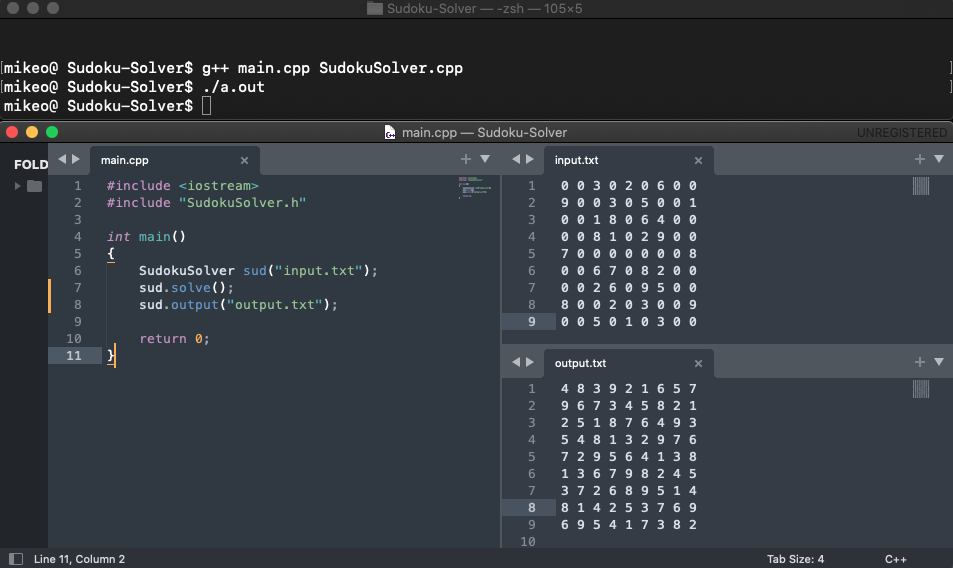 Sudoku-Solver — -zsh — 105×5
[mikeo@ Sudoku-Solver$ g++ main.cpp SudokuSolver.cpp ]
[mikeo@ Sudoku-Solver$ ./a.out ]
mikeo@ Sudoku-Solver$
main.cpp — Sudoku-Solver
UNREGISTERED
FOLD
main.cpp
1 #include <iostream>
2 #include "SudokuSolver.h"
3
4 int main()
5 {
6 SudokuSolver sud("input.txt");
7 sud.solve();
8 sud.output("output.txt");
9
10 return 0;
11 }
input.txt
1 0 0 3 0 2 0 6 0 0
2 9 0 0 3 0 5 0 0 1
3 0 0 1 8 0 6 4 0 0
4 0 0 8 1 0 2 9 0 0
5 7 0 0 0 0 0 0 0 8
6 0 0 6 7 0 8 2 0 0
7 0 0 2 6 0 9 5 0 0
8 8 0 0 2 0 3 0 0 9
9 0 0 5 0 1 0 3 0 0
output.txt
1 4 8 3 9 2 1 6 5 7
2 9 6 7 3 4 5 8 2 1
3 2 5 1 8 7 6 4 9 3
4 5 4 8 1 3 2 9 7 6
5 7 2 9 5 6 4 1 3 8
6 1 3 6 7 9 8 2 4 5
7 3 7 2 6 8 9 5 1 4
8 8 1 4 2 5 3 7 6 9
9 6 9 5 4 1 7 3 8 2
10
Line 11, Column 2
Tab Size: 4
C++